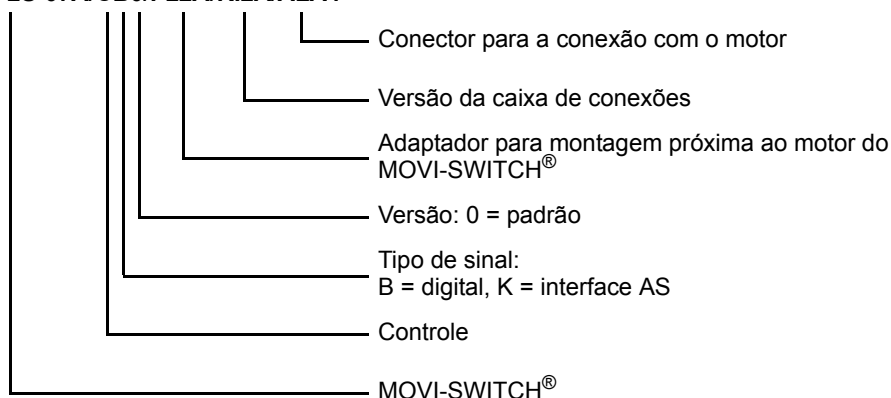 Conector para a conexão com o motor
Versão da caixa de conexões
Adaptador para montagem próxima ao motor do
MOVI-SWITCH®
Versão: 0 = padrão
Tipo de sinal:
B = digital, K = interface AS
Controle
MOVI-SWITCH®